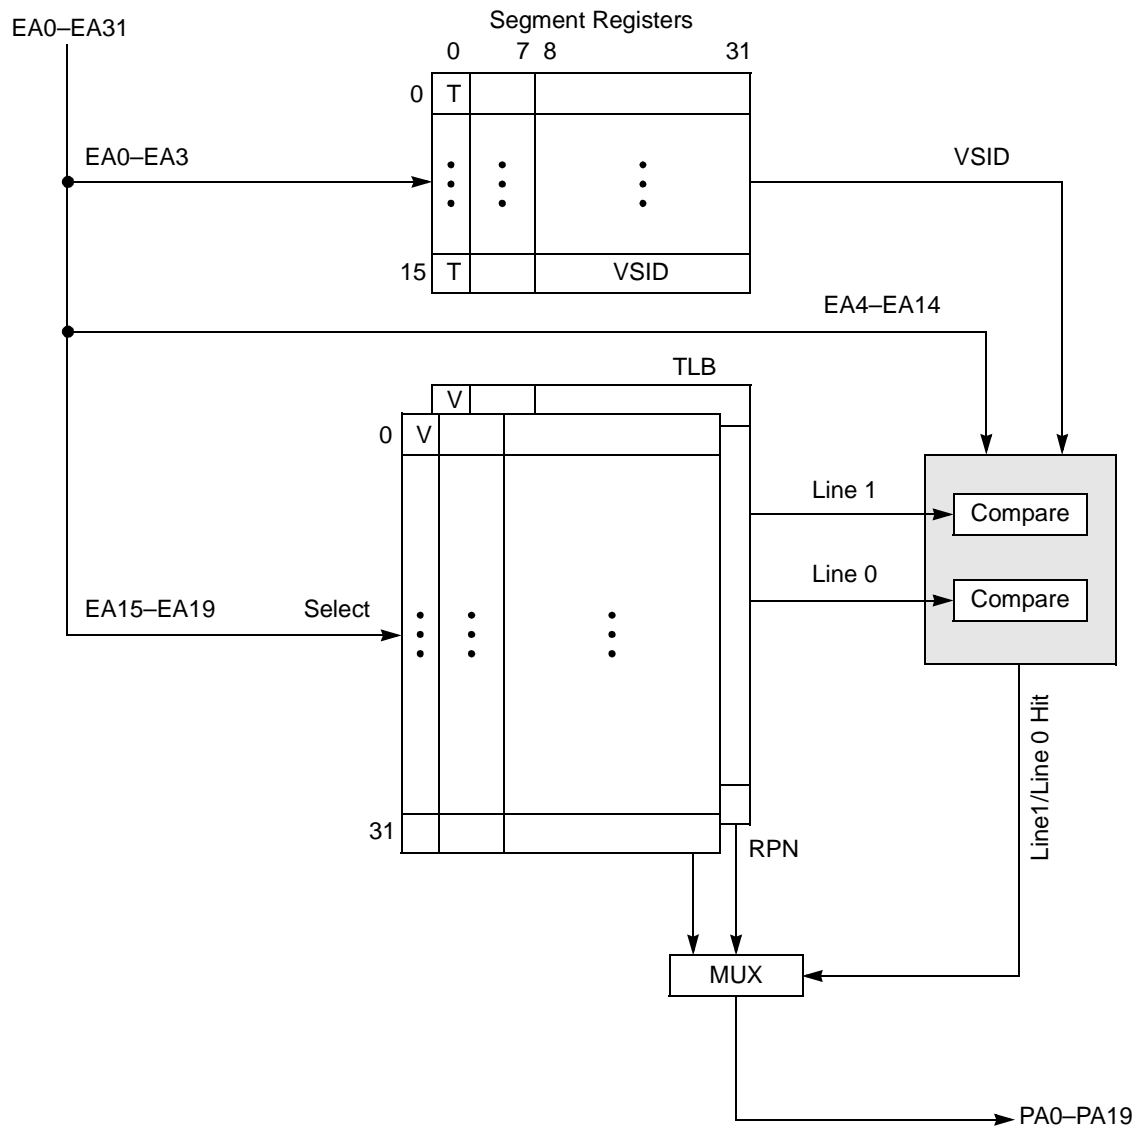 Segment Registers
EA0–EA31
0 7 8 31
0 T
EA0–EA3
VSID
15 T VSID
EA4–EA14
TLB
V
0 V
Line 1
Compare
Line 0
Compare
EA15–EA19 Select
Line1/Line 0 Hit
31
RPN
MUX
PA0–PA19